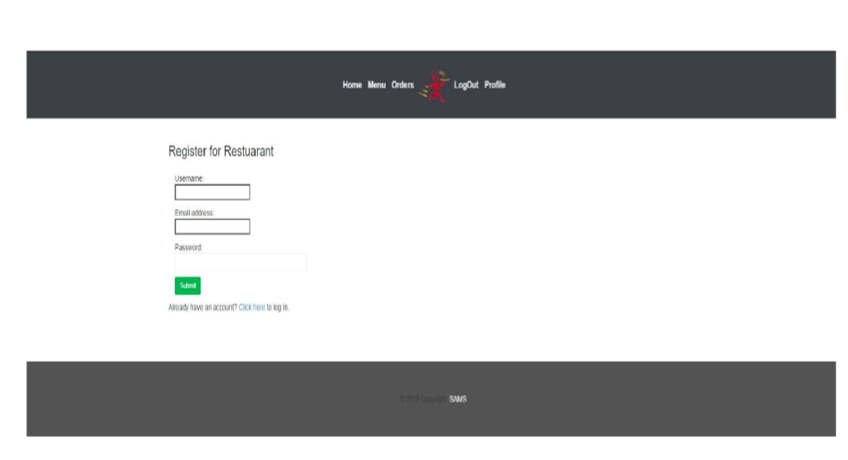 Home Menu Orders LogOut Profile
Register for Restuarant
Username:
Email address:
Password:
Submit
Already have an account? Click here to log in.
Copyright: SAMS